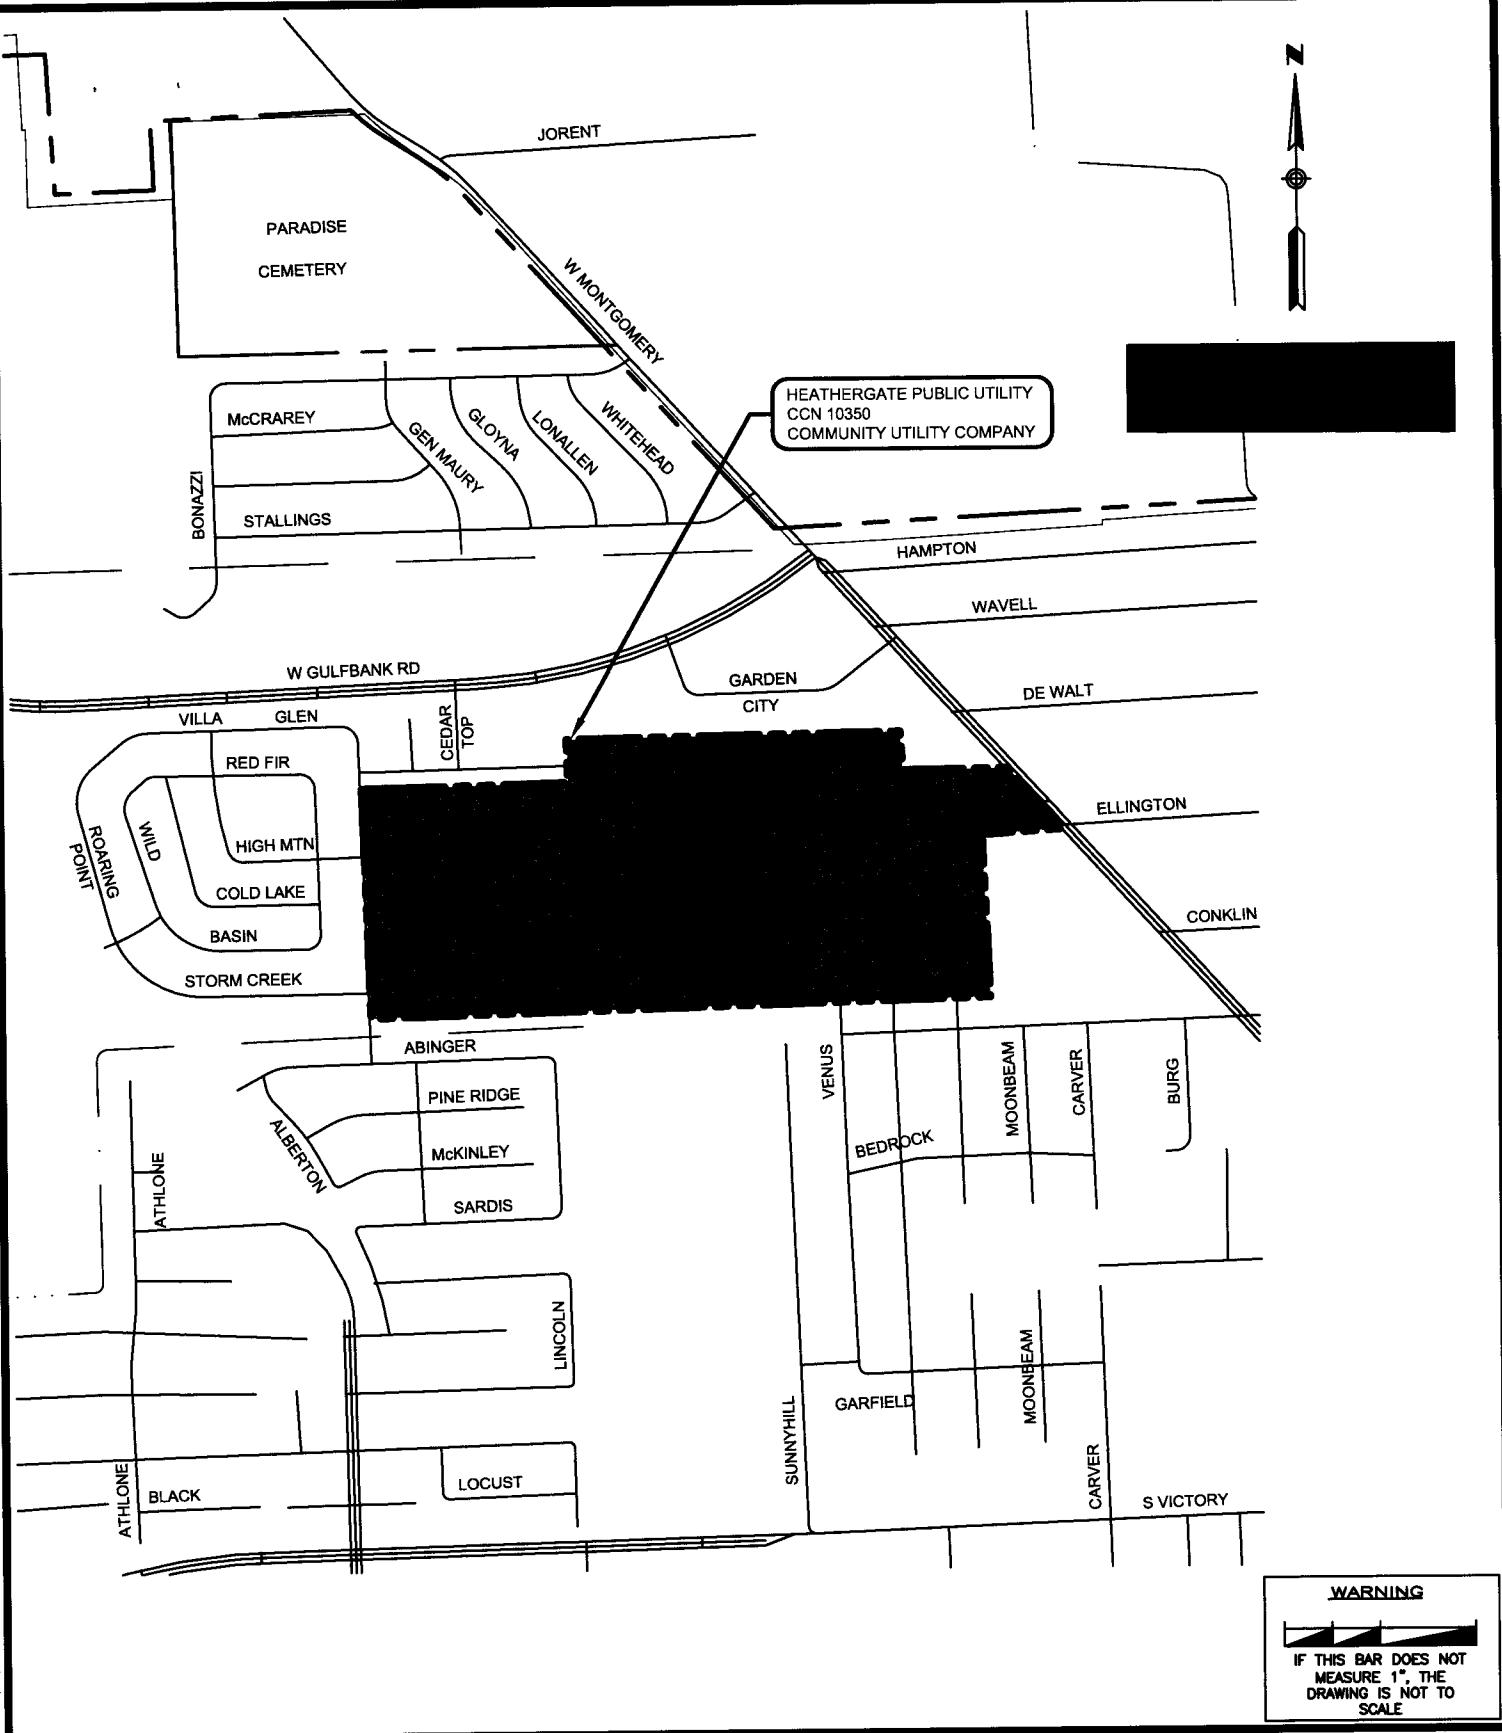 N
JORENT
PARADISE
CEMETERY
W MONTGOMERY
HEATHERGATE PUBLIC UTILITY
CCN 10350
COMMUNITY UTILITY COMPANY
McCRAREY
GEN MAURY
GLOYNA
LONALLEN
WHITEHEAD
BONAZZI
STALLINGS
HAMPTON
WAVELL
W GULFBANK RD
GARDEN
CITY
DE WALT
VILLA GLEN
CEDAR
TOP
RED FIR
ELLINGTON
ROARING
POINT
WILD
HIGH MTN
COLD LAKE
BASIN
CONKLIN
STORM CREEK
ABINGER
VENUS
MOONBEAM
CARVER
BURG
PINE RIDGE
ALBERTON
BEDROCK
McKINLEY
ATHLONE
SARDIS
LINCOLN
MOONBEAM
GARFIELD
SUNNYHILL
CARVER
LOCUST
ATHLONE
BLACK
S VICTORY
WARNING
IF THIS BAR DOES NOT
MEASURE 1", THE
DRAWING IS NOT TO
SCALE